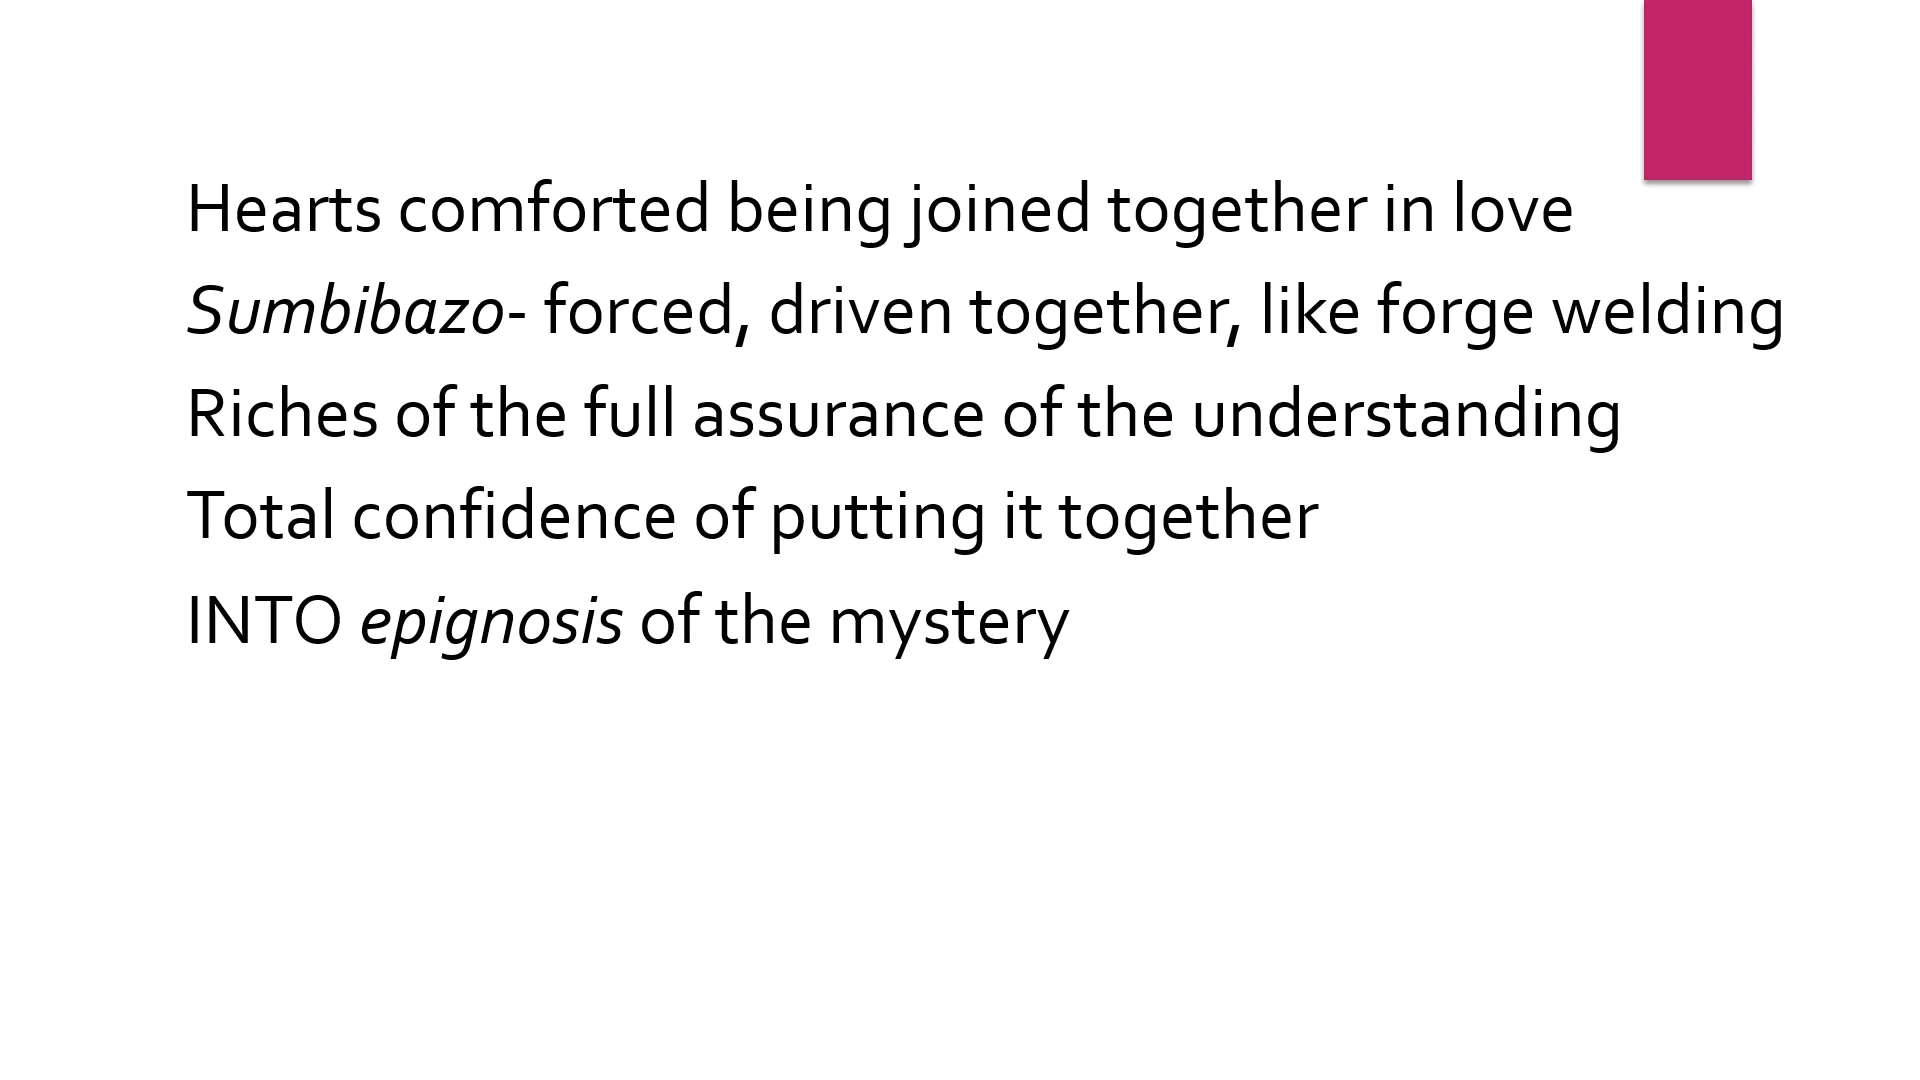 Hearts comforted being joined together in love
Sumbibazo- forced, driven together, like forge welding
Riches of the full assurance of the understanding
Total confidence of putting it together
INTO epignosis of the mystery